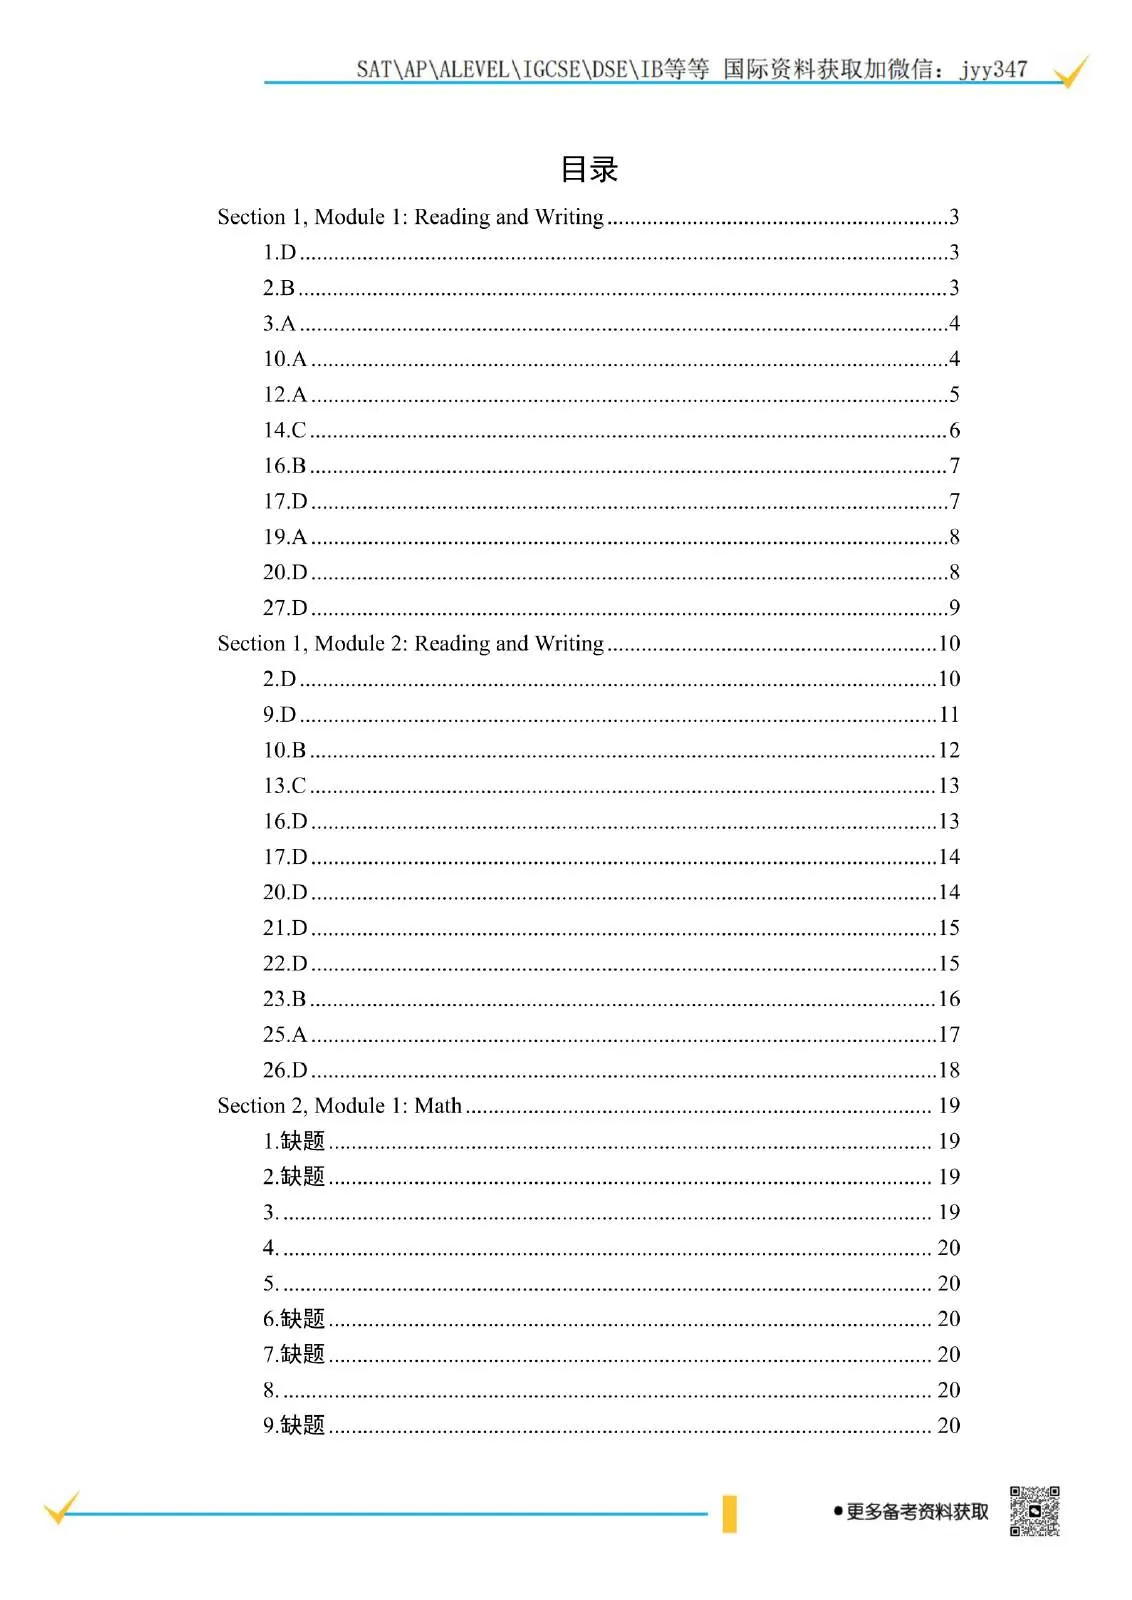 SAT\AP\ALEVEL\IGCSE\DSE\IB等等 国际资料获取加微信：jyy347
目录
Section 1, Module 1: Reading and Writing 3
1.D 3
2.B 3
3.A 4
10.A 4
12.A 5
14.C 6
16.B 7
17.D 7
19.A 8
20.D 8
27.D 9
Section 1, Module 2: Reading and Writing 10
2.D 10
9.D 11
10.B 12
13.C 13
16.D 13
17.D 14
20.D 14
21.D 15
22.D 15
23.B 16
25.A 17
26.D 18
Section 2, Module 1: Math 19
1.缺题 19
2.缺题 19
3. 19
4. 20
5. 20
6.缺题 20
7.缺题 20
8. 20
9.缺题 20
●更多备考资料获取